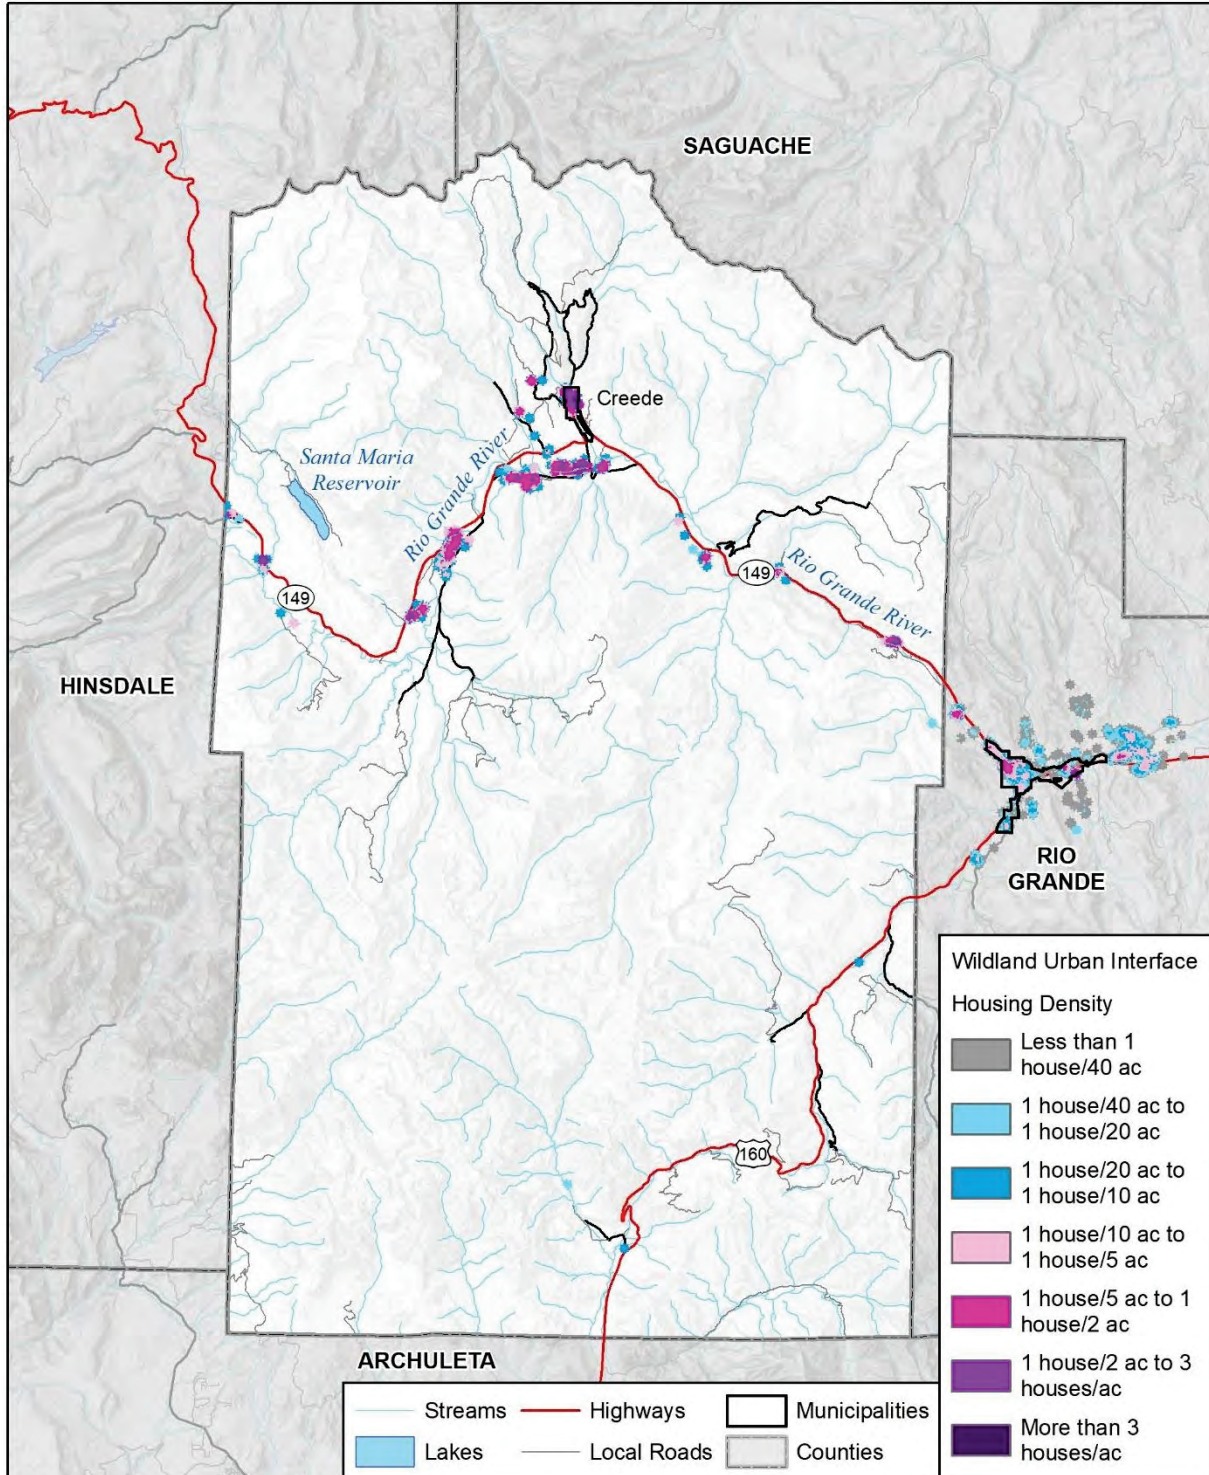 SAGUACHE
Creede
Santa Maria
Reservoir
Rio Grande River
149
149
Rio Grande River
HINSDALE
RIO
GRANDE
160
ARCHULETA
Wildland Urban Interface
Housing Density
Less than 1
house/40 ac
1 house/40 ac to
1 house/20 ac
1 house/20 ac to
1 house/10 ac
1 house/10 ac to
1 house/5 ac
1 house/5 ac to 1
house/2 ac
1 house/2 ac to 3
houses/ac
More than 3
houses/ac
Streams
Highways
Municipalities
Lakes
Local Roads
Counties